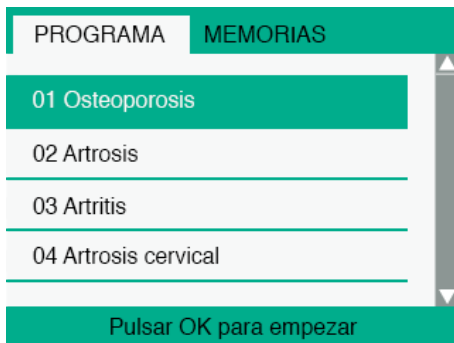 PROGRAMA MEMORIAS
01 Osteoporosis
02 Artrosis
03 Artritis
04 Artrosis cervical
Pulsar OK para empezar